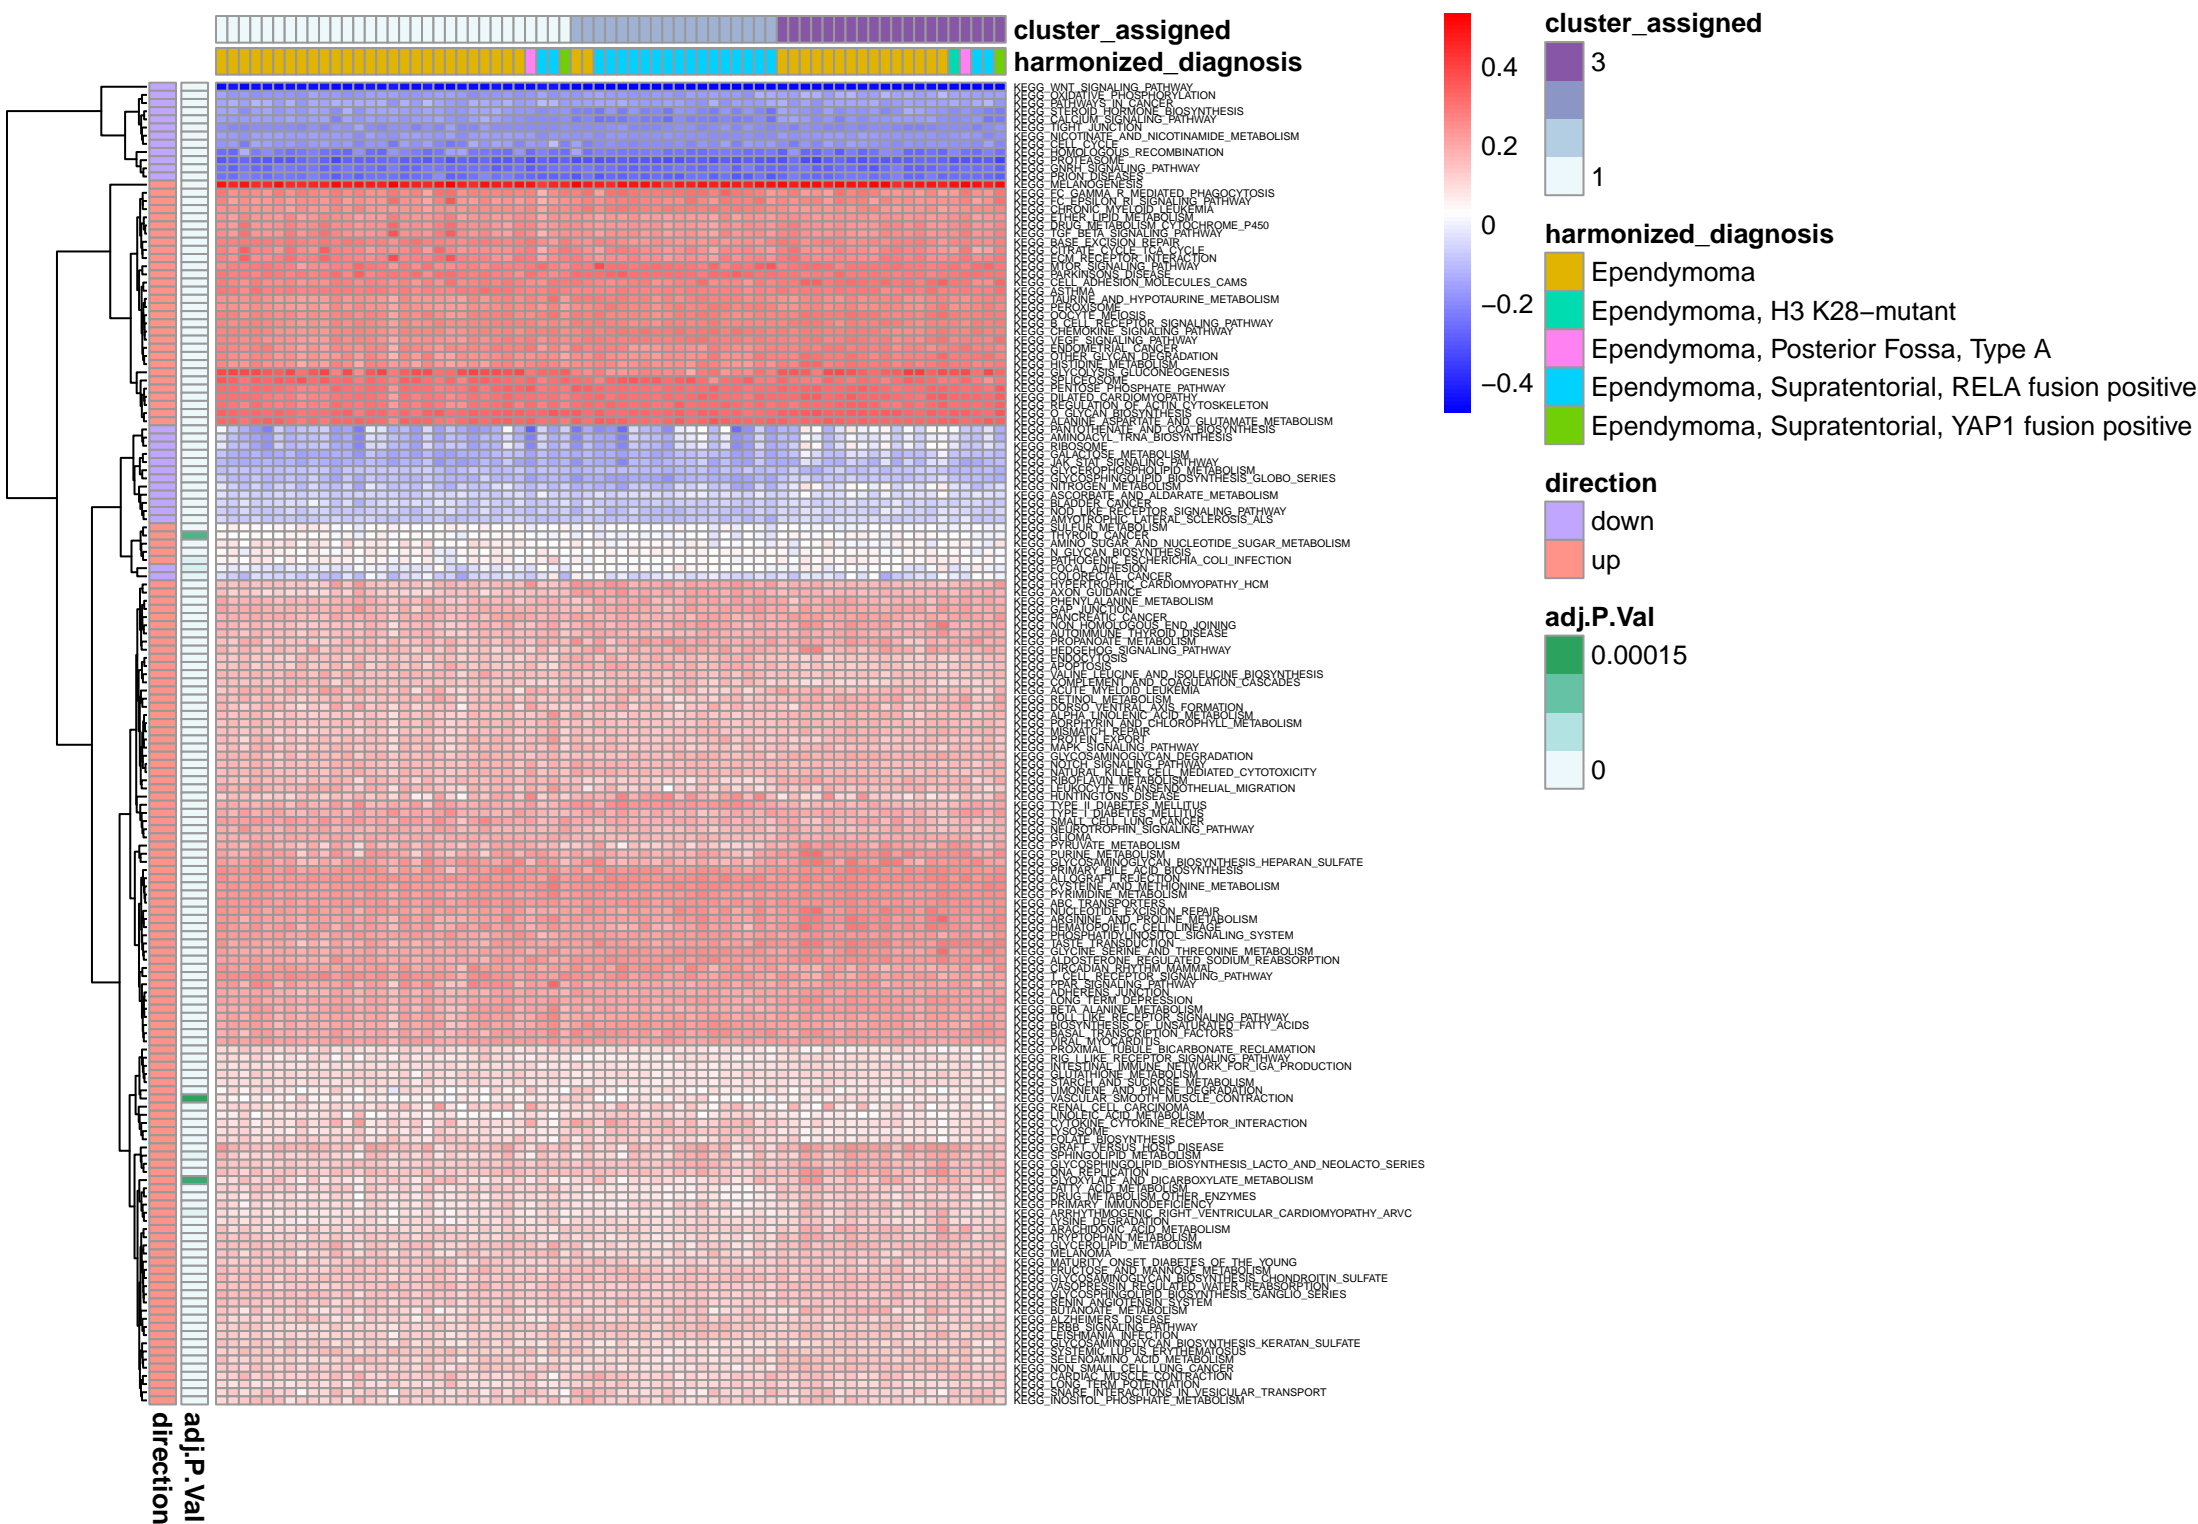 cluster_assigned
harmonized_diagnosis
KEGG_WNT_SIGNALING_PATHWAY
KEGG_OXIDATIVE_PHOSPHORYLATION
KEGG_PATHWAYS_IN_CANCER
KEGG_STEROID_HORMONE_BIOSYNTHESIS
KEGG_CALCIUM_SIGNALING_PATHWAY
KEGG_TIGHT_JUNCTION
KEGG_NICOTINATE_AND_NICOTINAMIDE_METABOLISM
KEGG_CELL_CYCLE
KEGG_HOMOLOGOUS_RECOMBINATION
KEGG_PROTEASOME
KEGG_GNRH_SIGNALING_PATHWAY
KEGG_PRION_DISEASES
KEGG_MELANOGENESIS
KEGG_FC_GAMMA_R_MEDIATED_PHAGOCYTOSIS
KEGG_FC_EPSILON_RI_SIGNALING_PATHWAY
KEGG_CHRONIC_MYELOID_LEUKEMIA
KEGG_ETHER_LIPID_METABOLISM
KEGG_DRUG_METABOLISM_CYTOCHROME_P450
KEGG_TGF_BETA_SIGNALING_PATHWAY
KEGG_BASE_EXCISION_REPAIR
KEGG_CITRATE_CYCLE_TCA_CYCLE
KEGG_ECM_RECEPTOR_INTERACTION
KEGG_MTOR_SIGNALING_PATHWAY
KEGG_PARKINSONS_DISEASE
KEGG_CELL_ADHESION_MOLECULES_CAMS
KEGG_ASTHMA
KEGG_TAURINE_AND_HYPOTAURINE_METABOLISM
KEGG_PEROXISOME
KEGG_OOCYTE_MEIOSIS
KEGG_B_CELL_RECEPTOR_SIGNALING_PATHWAY
KEGG_CHEMOKINE_SIGNALING_PATHWAY
KEGG_VEGF_SIGNALING_PATHWAY
KEGG_ENDOMETRIAL_CANCER
KEGG_OTHER_GLYCAN_DEGRADATION
KEGG_HISTIDINE_METABOLISM
KEGG_GLYCOLYSIS_GLUCONEOGENESIS
KEGG_SPLICEOSOME
KEGG_PENTOSE_PHOSPHATE_PATHWAY
KEGG_DILATED_CARDIOMYOPATHY
KEGG_REGULATION_OF_ACTIN_CYTOSKELETON
KEGG_O_GLYCAN_BIOSYNTHESIS
KEGG_ALANINE_ASPARTATE_AND_GLUTAMATE_METABOLISM
KEGG_PANTOTHENATE_AND_COA_BIOSYNTHESIS
KEGG_AMINOACYL_TRNA_BIOSYNTHESIS
KEGG_RIBOSOME
KEGG_GALACTOSE_METABOLISM
KEGG_JAK_STAT_SIGNALING_PATHWAY
KEGG_GLYCEROPHOSPHOLIPID_METABOLISM
KEGG_GLYCOSPHINGOLIPID_BIOSYNTHESIS_GLOBO_SERIES
KEGG_NITROGEN_METABOLISM
KEGG_ASCORBATE_AND_ALDARATE_METABOLISM
KEGG_BLADDER_CANCER
KEGG_NOD_LIKE_RECEPTOR_SIGNALING_PATHWAY
KEGG_AMYOTROPHIC_LATERAL_SCLEROSIS_ALS
KEGG_SULFUR_METABOLISM
KEGG_THYROID_CANCER
KEGG_AMINO_SUGAR_AND_NUCLEOTIDE_SUGAR_METABOLISM
KEGG_N_GLYCAN_BIOSYNTHESIS
KEGG_PATHOGENIC_ESCHERICHIA_COLI_INFECTION
KEGG_FOCAL_ADHESION
KEGG_COLORECTAL_CANCER
KEGG_HYPERTROPHIC_CARDIOMYOPATHY_HCM
KEGG_AXON_GUIDANCE
KEGG_PHENYLALANINE_METABOLISM
KEGG_GAP_JUNCTION
KEGG_PANCREATIC_CANCER
KEGG_NON_HOMOLOGOUS_END_JOINING
KEGG_AUTOIMMUNE_THYROID_DISEASE
KEGG_PROPANOATE_METABOLISM
KEGG_HEDGEHOG_SIGNALING_PATHWAY
KEGG_ENDOCYTOSIS
KEGG_APOPTOSIS
KEGG_VALINE_LEUCINE_AND_ISOLEUCINE_BIOSYNTHESIS
KEGG_COMPLEMENT_AND_COAGULATION_CASCADES
KEGG_ACUTE_MYELOID_LEUKEMIA
KEGG_RETINOL_METABOLISM
KEGG_DORSO_VENTRAL_AXIS_FORMATION
KEGG_ALPHA_LINOLENIC_ACID_METABOLISM
KEGG_PORPHYRIN_AND_CHLOROPHYLL_METABOLISM
KEGG_MISMATCH_REPAIR
KEGG_PROTEIN_EXPORT
KEGG_MAPK_SIGNALING_PATHWAY
KEGG_GLYCOSAMINOGLYCAN_DEGRADATION
KEGG_NOTCH_SIGNALING_PATHWAY
KEGG_NATURAL_KILLER_CELL_MEDIATED_CYTOTOXICITY
KEGG_RIBOFLAVIN_METABOLISM
KEGG_LEUKOCYTE_TRANSENDOTHELIAL_MIGRATION
KEGG_HUNTINGTONS_DISEASE
KEGG_TYPE_II_DIABETES_MELLITUS
KEGG_TYPE_I_DIABETES_MELLITUS
KEGG_SMALL_CELL_LUNG_CANCER
KEGG_NEUROTROPHIN_SIGNALING_PATHWAY
KEGG_GLIOMA
KEGG_PYRUVATE_METABOLISM
KEGG_PURINE_METABOLISM
KEGG_GLYCOSAMINOGLYCAN_BIOSYNTHESIS_HEPARAN_SULFATE
KEGG_PRIMARY_BILE_ACID_BIOSYNTHESIS
KEGG_ALLOGRAFT_REJECTION
KEGG_CYSTEINE_AND_METHIONINE_METABOLISM
KEGG_PYRIMIDINE_METABOLISM
KEGG_ABC_TRANSPORTERS
KEGG_NUCLEOTIDE_EXCISION_REPAIR
KEGG_ARGININE_AND_PROLINE_METABOLISM
KEGG_HEMATOPOIETIC_CELL_LINEAGE
KEGG_PHOSPHATIDYLINOSITOL_SIGNALING_SYSTEM
KEGG_TASTE_TRANSDUCTION
KEGG_GLYCINE_SERINE_AND_THREONINE_METABOLISM
KEGG_ALDOSTERONE_REGULATED_SODIUM_REABSORPTION
KEGG_CIRCADIAN_RHYTHM_MAMMAL
KEGG_T_CELL_RECEPTOR_SIGNALING_PATHWAY
KEGG_PPAR_SIGNALING_PATHWAY
KEGG_ADHERENS_JUNCTION
KEGG_LONG_TERM_DEPRESSION
KEGG_BETA_ALANINE_METABOLISM
KEGG_TOLL_LIKE_RECEPTOR_SIGNALING_PATHWAY
KEGG_BIOSYNTHESIS_OF_UNSATURATED_FATTY_ACIDS
KEGG_BASAL_TRANSCRIPTION_FACTORS
KEGG_VIRAL_MYOCARDITIS
KEGG_PROXIMAL_TUBULE_BICARBONATE_RECLAMATION
KEGG_RIG_I_LIKE_RECEPTOR_SIGNALING_PATHWAY
KEGG_INTESTINAL_IMMUNE_NETWORK_FOR_IGA_PRODUCTION
KEGG_GLUTATHIONE_METABOLISM
KEGG_STARCH_AND_SUCROSE_METABOLISM
KEGG_LIMONENE_AND_PINENE_DEGRADATION
KEGG_VASCULAR_SMOOTH_MUSCLE_CONTRACTION
KEGG_RENAL_CELL_CARCINOMA
KEGG_LINOLEIC_ACID_METABOLISM
KEGG_CYTOKINE_CYTOKINE_RECEPTOR_INTERACTION
KEGG_LYSOSOME
KEGG_FOLATE_BIOSYNTHESIS
KEGG_GRAFT_VERSUS_HOST_DISEASE
KEGG_SPHINGOLIPID_METABOLISM
KEGG_GLYCOSPHINGOLIPID_BIOSYNTHESIS_LACTO_AND_NEOLACTO_SERIES
KEGG_DNA_REPLICATION
KEGG_GLYOXYLATE_AND_DICARBOXYLATE_METABOLISM
KEGG_FATTY_ACID_METABOLISM
KEGG_DRUG_METABOLISM_OTHER_ENZYMES
KEGG_PRIMARY_IMMUNODEFICIENCY
KEGG_ARRHYTHMOGENIC_RIGHT_VENTRICULAR_CARDIOMYOPATHY_ARVC
KEGG_LYSINE_DEGRADATION
KEGG_ARACHIDONIC_ACID_METABOLISM
KEGG_TRYPTOPHAN_METABOLISM
KEGG_GLYCEROLIPID_METABOLISM
KEGG_MELANOMA
KEGG_MATURITY_ONSET_DIABETES_OF_THE_YOUNG
KEGG_FRUCTOSE_AND_MANNOSE_METABOLISM
KEGG_GLYCOSAMINOGLYCAN_BIOSYNTHESIS_CHONDROITIN_SULFATE
KEGG_VASOPRESSIN_REGULATED_WATER_REABSORPTION
KEGG_GLYCOSPHINGOLIPID_BIOSYNTHESIS_GANGLIO_SERIES
KEGG_RENIN_ANGIOTENSIN_SYSTEM
KEGG_BUTANOATE_METABOLISM
KEGG_ALZHEIMERS_DISEASE
KEGG_ERBB_SIGNALING_PATHWAY
KEGG_LEISHMANIA_INFECTION
KEGG_GLYCOSAMINOGLYCAN_BIOSYNTHESIS_KERATAN_SULFATE
KEGG_SYSTEMIC_LUPUS_ERYTHEMATOSUS
KEGG_SELENOAMINO_ACID_METABOLISM
KEGG_NON_SMALL_CELL_LUNG_CANCER
KEGG_CARDIAC_MUSCLE_CONTRACTION
KEGG_LONG_TERM_POTENTIATION
KEGG_SNARE_INTERACTIONS_IN_VESICULAR_TRANSPORT
KEGG_INOSITOL_PHOSPHATE_METABOLISM
direction
adj.P.Val
0.4
0.2
0
−0.2
−0.4
cluster_assigned
3
1
harmonized_diagnosis
Ependymoma
Ependymoma, H3 K28−mutant
Ependymoma, Posterior Fossa, Type A
Ependymoma, Supratentorial, RELA fusion positive
Ependymoma, Supratentorial, YAP1 fusion positive
direction
down
up
adj.P.Val
0.00015
0